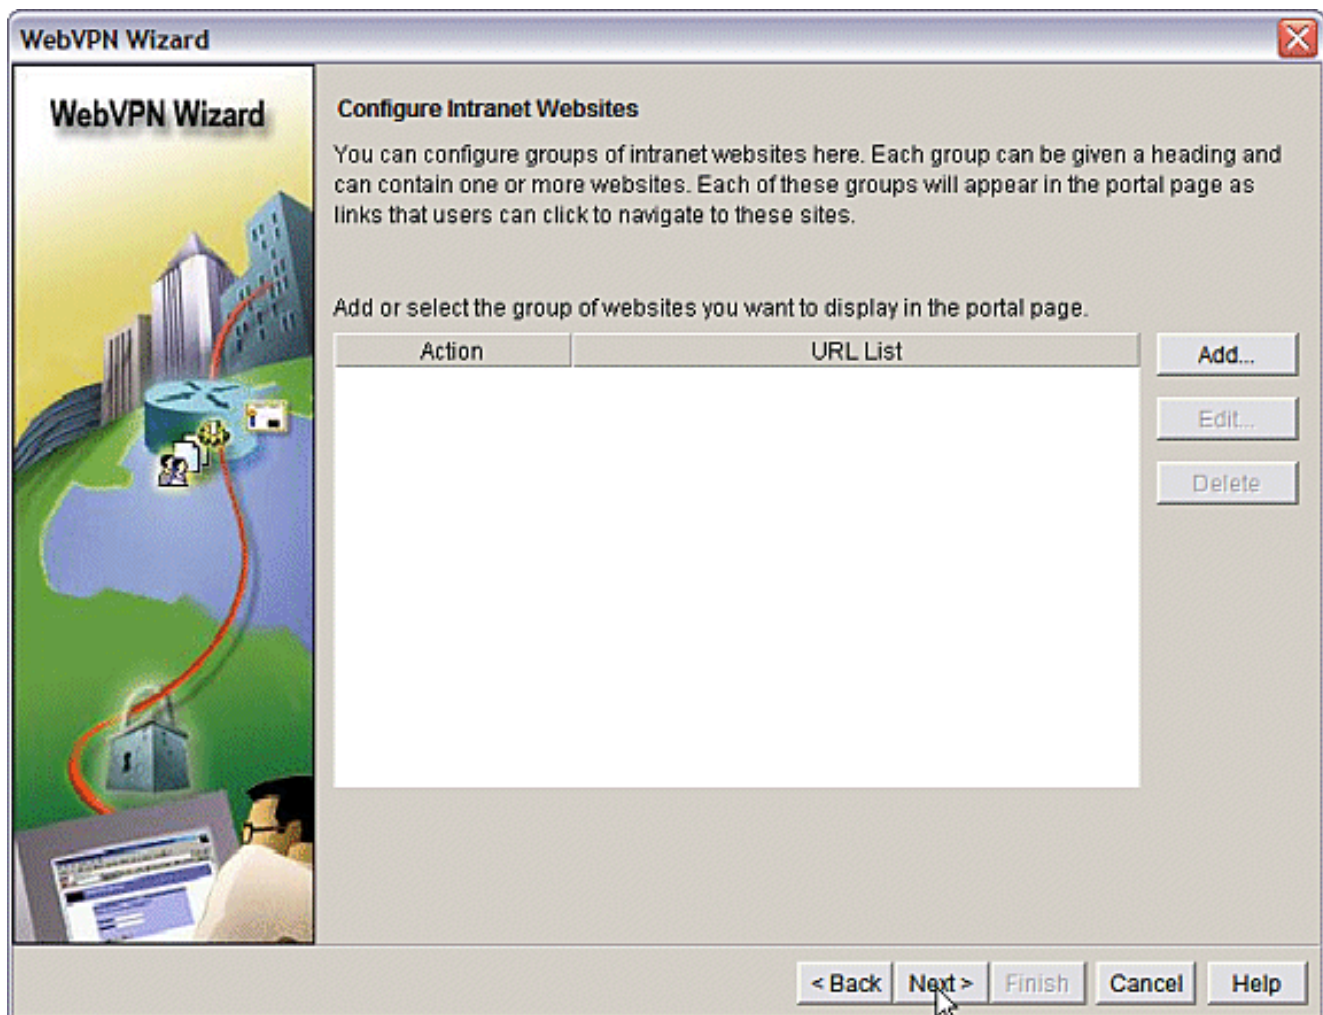 WebVPN Wizard
WebVPN Wizard
Configure Intranet Websites
You can configure groups of intranet websites here. Each group can be given a heading and
can contain one or more websites. Each of these groups will appear in the portal page as
links that users can click to navigate to these sites.
Add or select the group of websites you want to display in the portal page.
Action URL List
Add...
Edit...
Delete
< Back Next > Finish Cancel Help